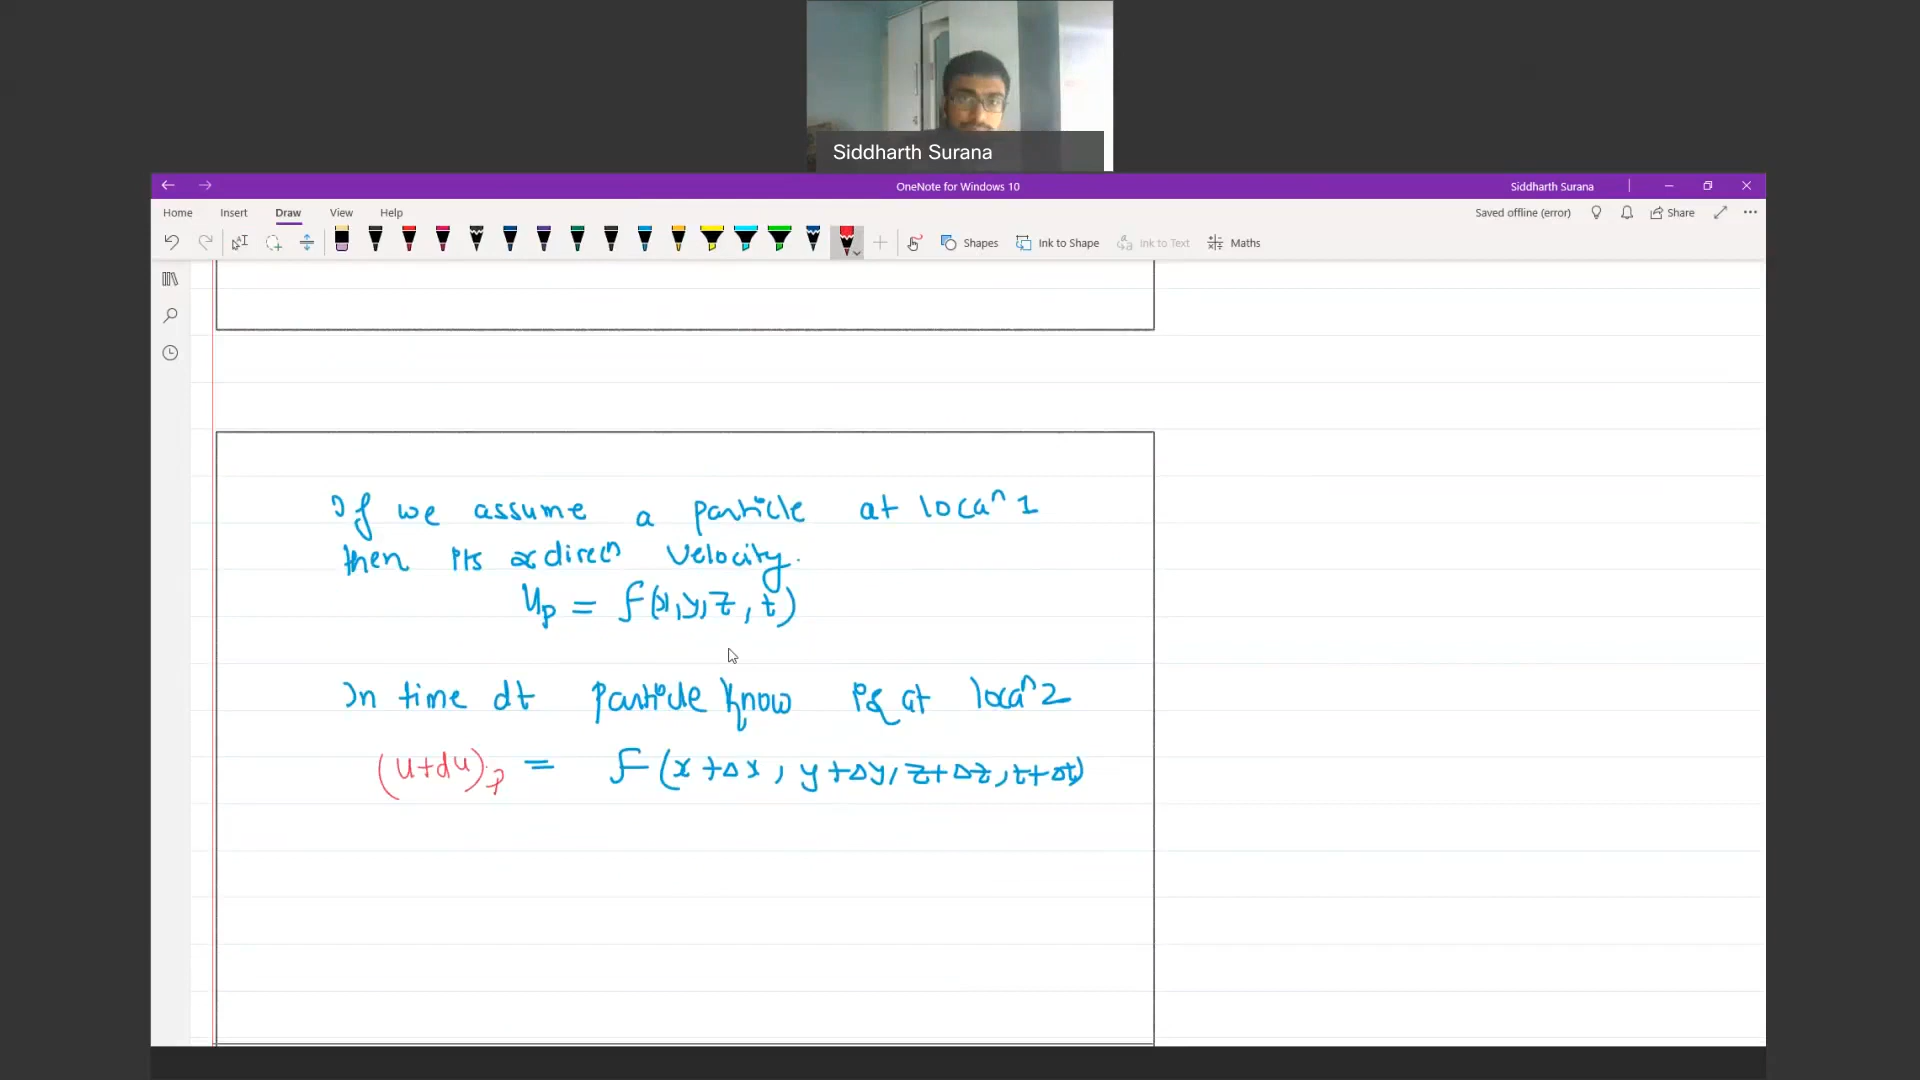 Siddharth Surana
OneNote for Windows 10
Siddharth Surana
Home Insert Draw View Help
Saved offline (error)
Share
Shapes
Ink to Shape
Ink to Text
Maths
If we assume a particle at locaⁿ 1
then its x direcⁿ velocity.
u_p = f(x,y,z,t)
In time dt particle know is at locaⁿ 2
(u+du)_p = f(x+Δx, y+Δy, z+Δz, t+Δt)